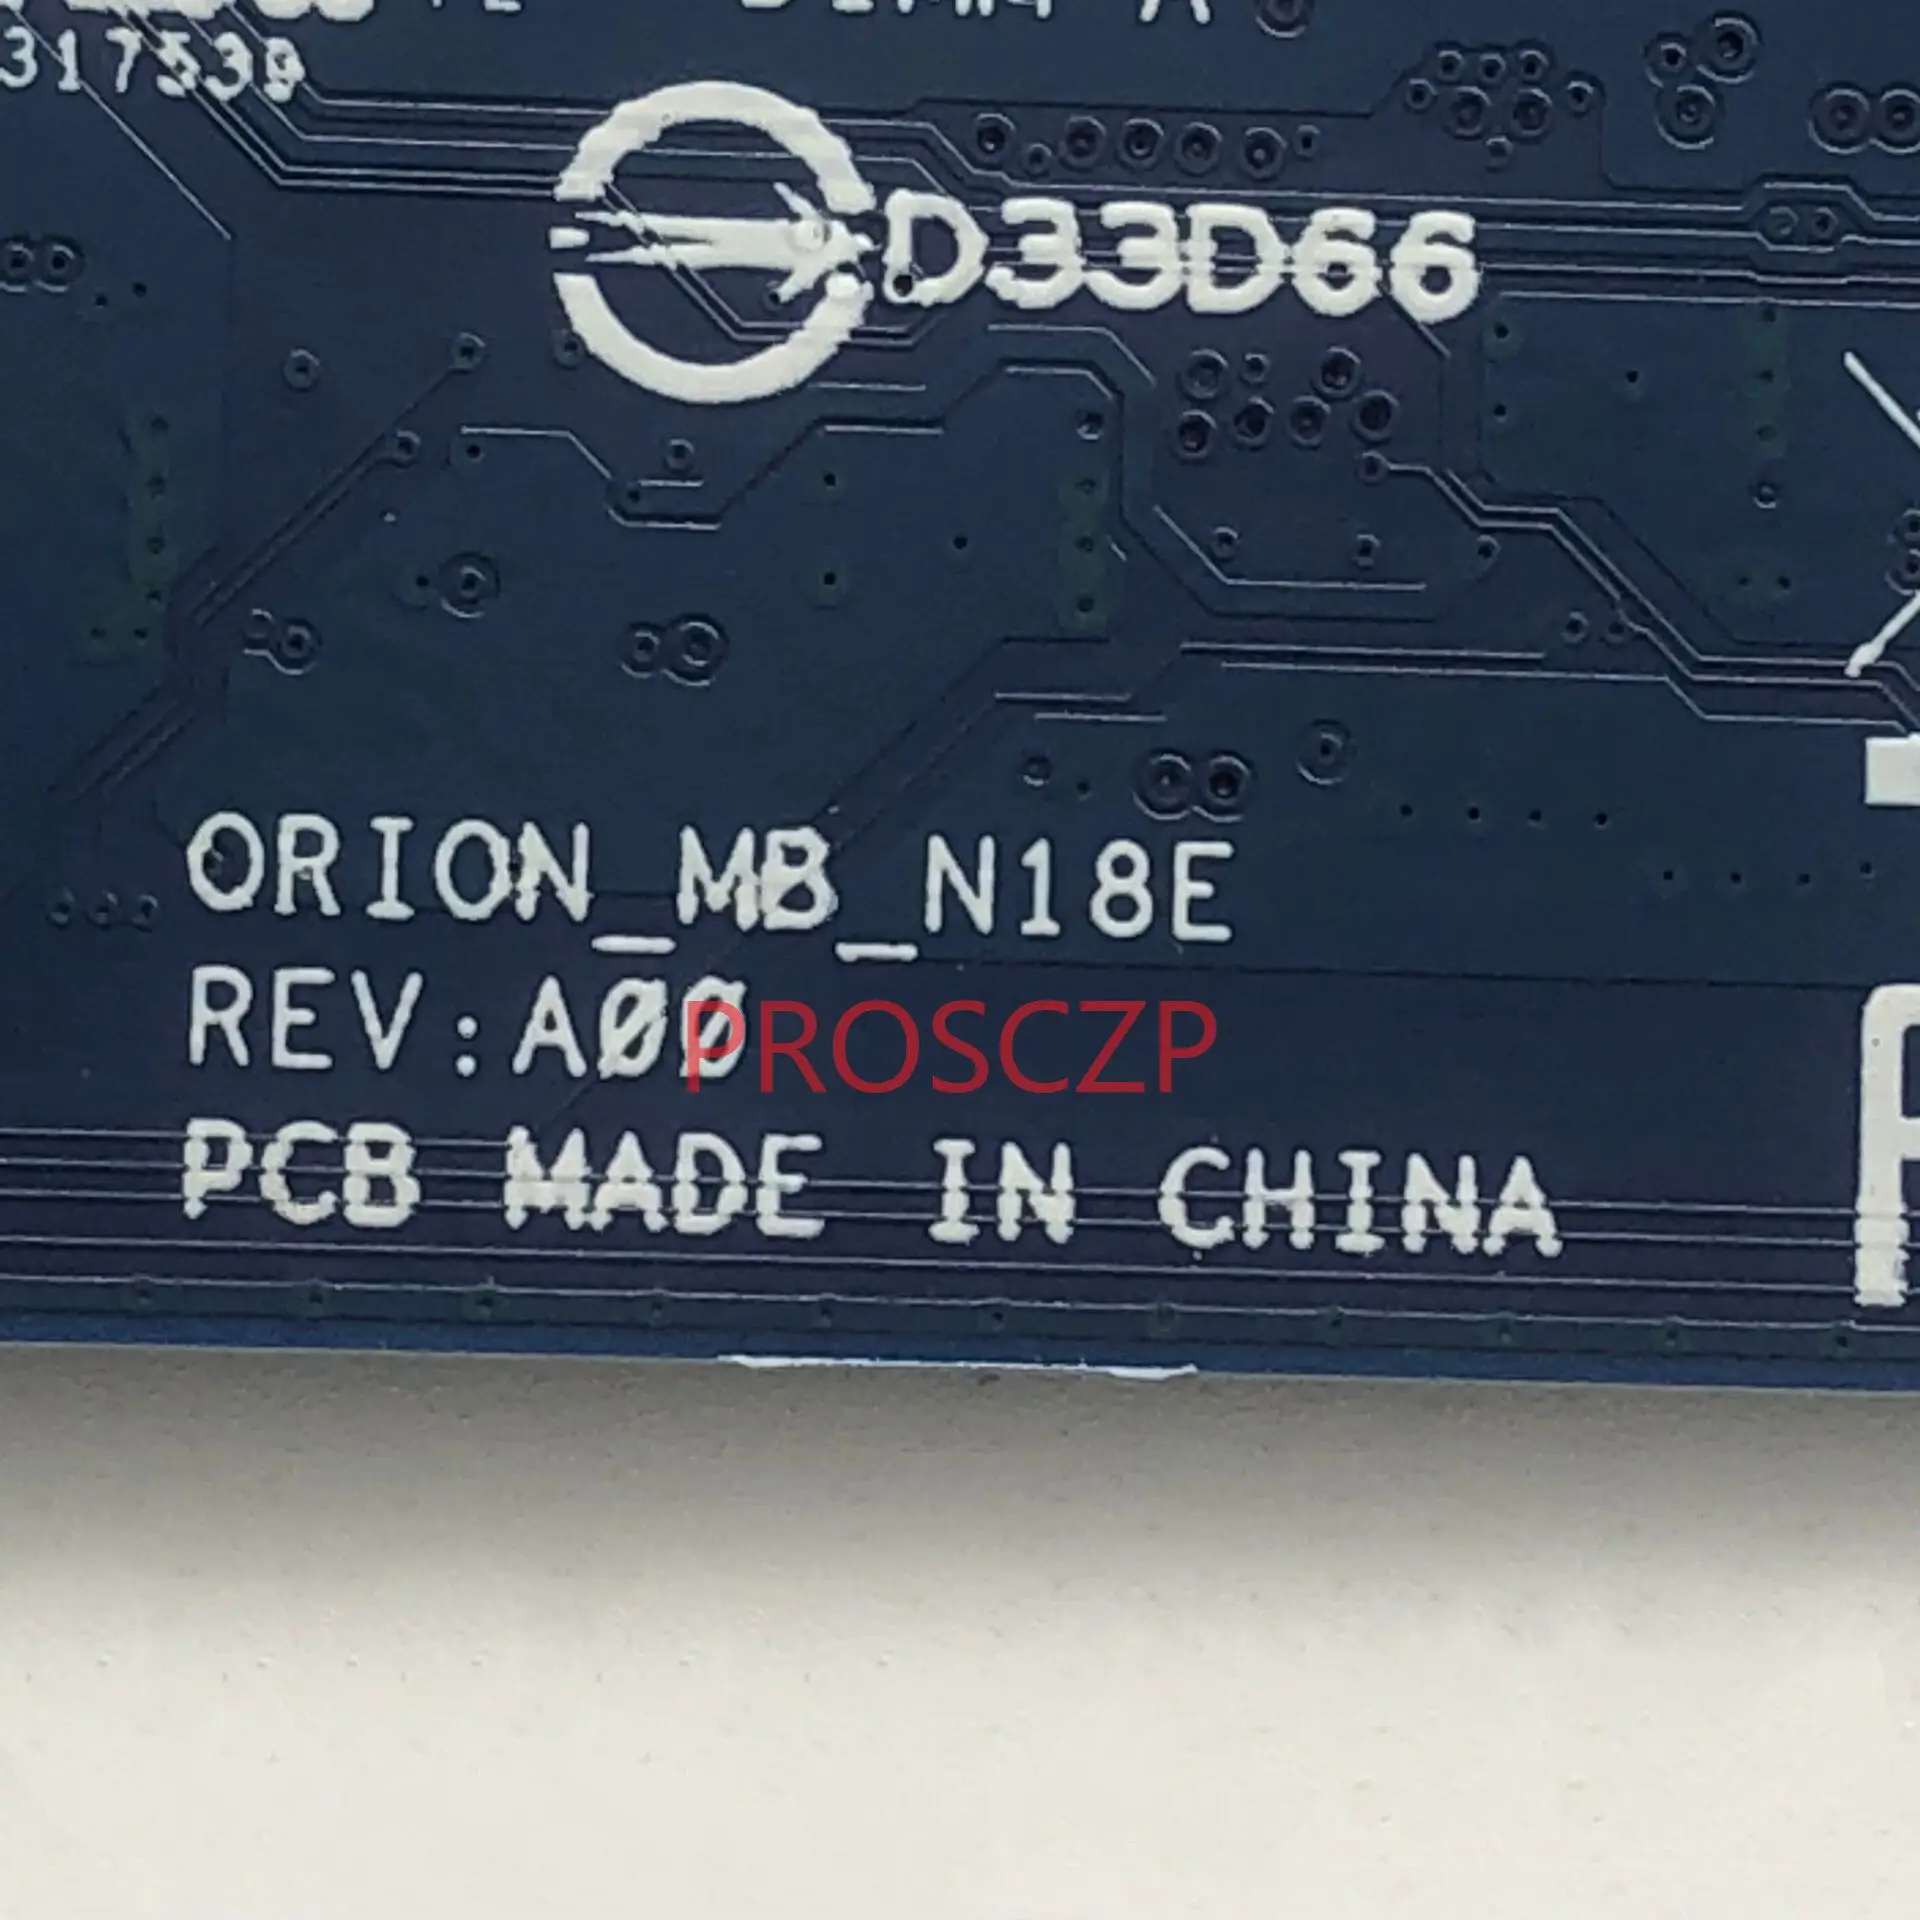 317539
D33D66
ORION_MB_N18E
REV:A00
PROSCZP
PCB MADE IN CHINA